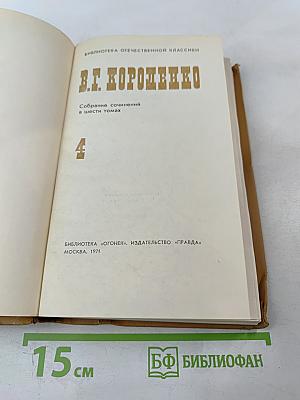 БИБЛИОТЕКА ОТЕЧЕСТВЕННОЙ КЛАССИКИ
В.Г. КОРОЛЕНКО
Собрание сочинений
в шести томах
4
БИБЛИОТЕКА «ОГОНЕК». ИЗДАТЕЛЬСТВО «ПРАВДА»
МОСКВА. 1971
15 см
БФ БИБЛИОФАН